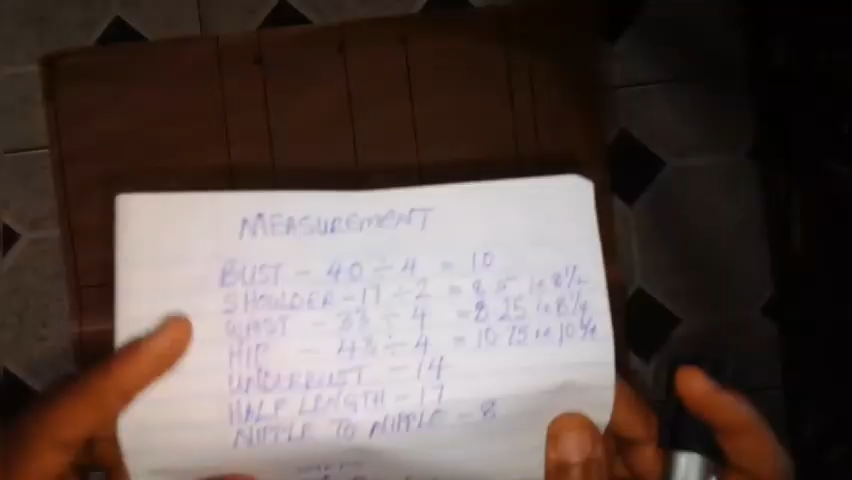 MEASUREMENT
BUST - 40 ÷ 4 = 10
SHOULDER - 17 ÷ 2 = 8.5 ie 8½
WAIST - 33 ÷ 4 = 8.25 ie 8¼
HIP - 43 ÷ 4 = 10.75 ie 10¾
UNDERBUST - 14
HALF LENGTH - 17
NIPPLE TO NIPPLE - 8